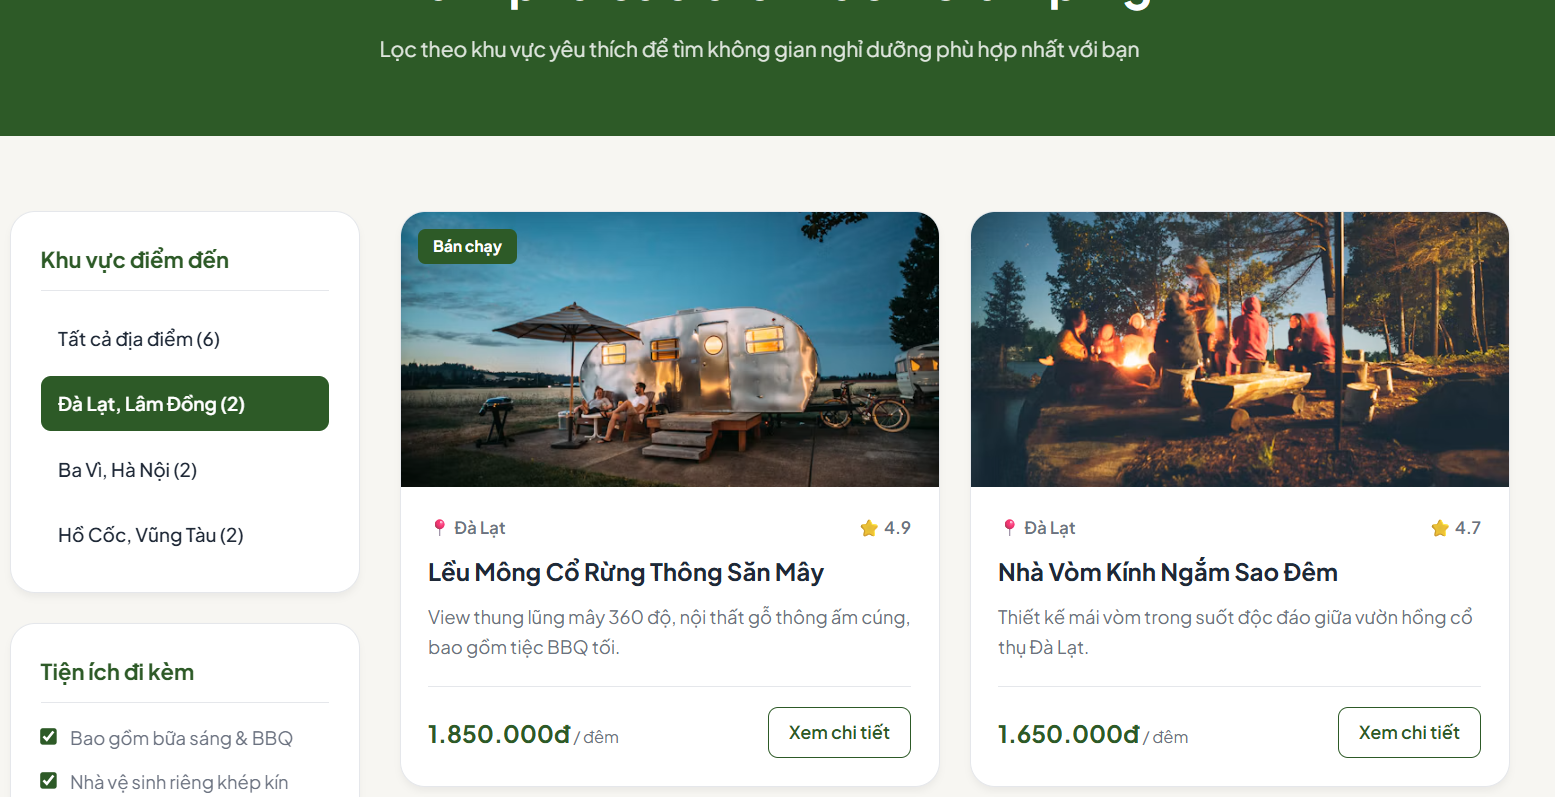 Lọc theo khu vực yêu thích để tìm không gian nghỉ dưỡng phù hợp nhất với bạn
Khu vực điểm đến
Tất cả địa điểm (6)
Đà Lạt, Lâm Đồng (2)
Ba Vì, Hà Nội (2)
Hồ Cốc, Vũng Tàu (2)
Tiện ích đi kèm
Bao gồm bữa sáng & BBQ
Nhà vệ sinh riêng khép kín
Bán chạy
Đà Lạt
4.9
Lều Mông Cổ Rừng Thông Săn Mây
View thung lũng mây 360 độ, nội thất gỗ thông ấm cúng,
bao gồm tiệc BBQ tối.
1.850.000đ / đêm
Xem chi tiết
Đà Lạt
4.7
Nhà Vòm Kính Ngắm Sao Đêm
Thiết kế mái vòm trong suốt độc đáo giữa vườn hồng cổ
thụ Đà Lạt.
1.650.000đ / đêm
Xem chi tiết